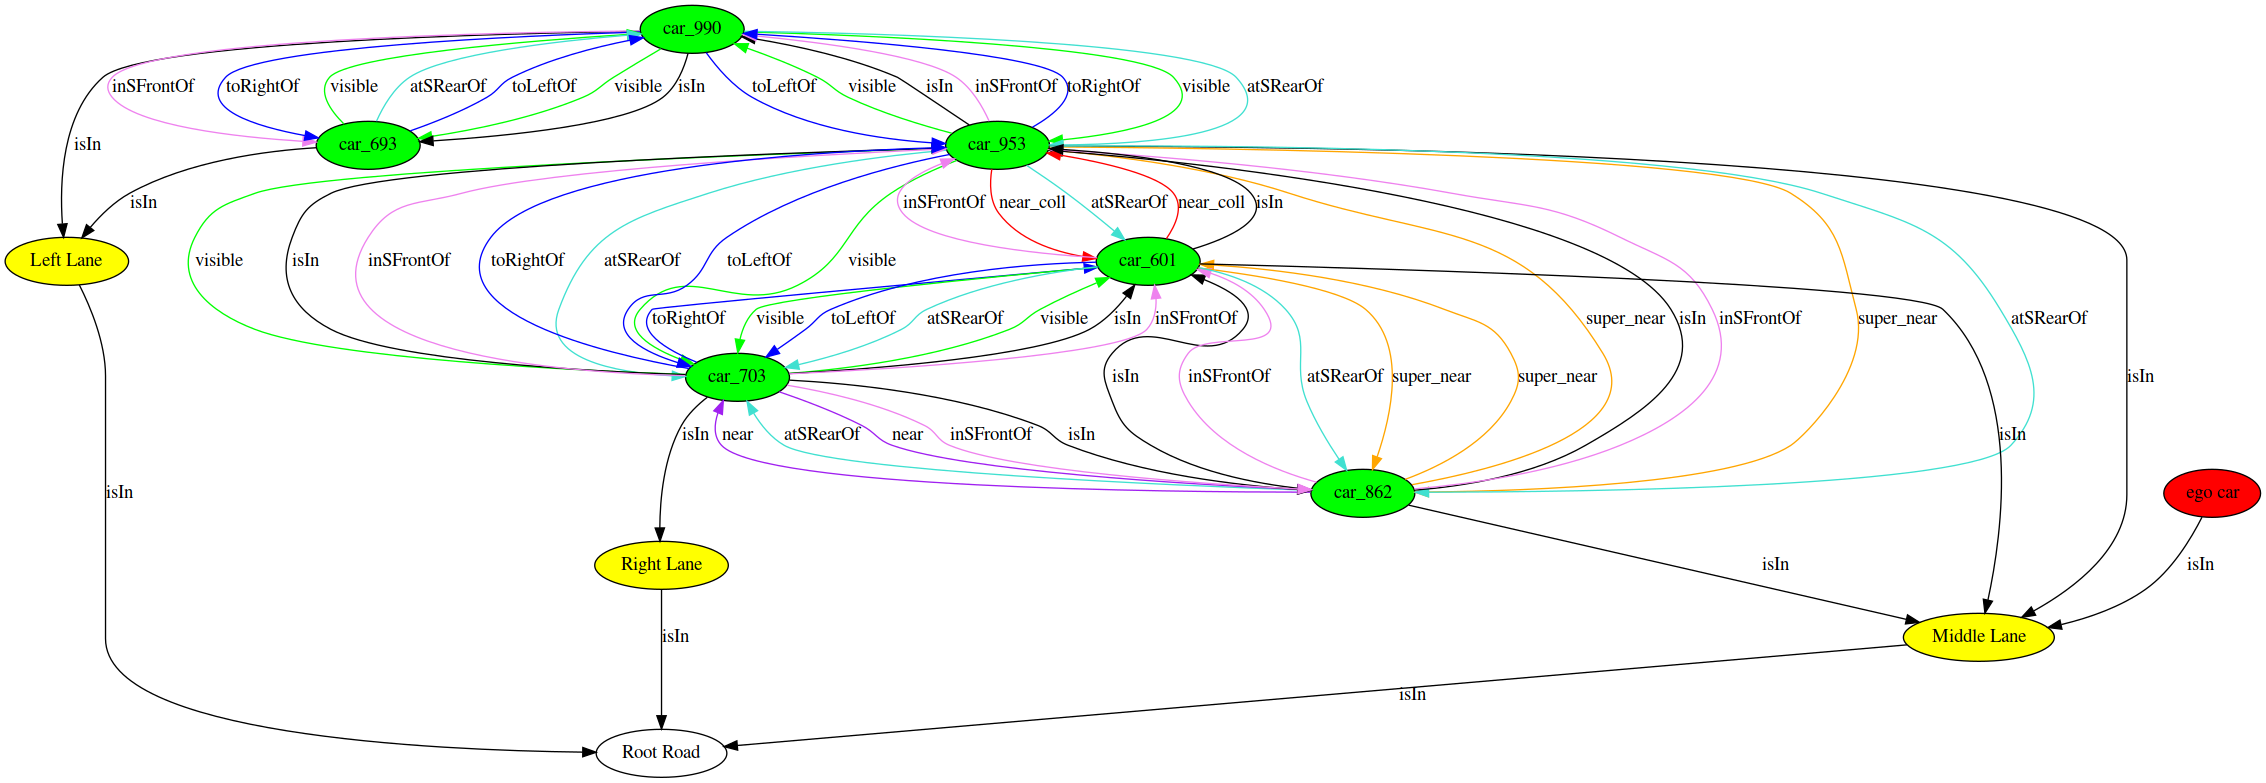 car_990
inSFrontOf
toRightOf
visible
atSRearOf
toLeftOf
visible
isIn
toLeftOf
visible
isIn
inSFrontOf
toRightOf
visible
atSRearOf
isIn
car_693
car_953
isIn
inSFrontOf
near_coll
atSRearOf
near_coll
isIn
Left Lane
visible
isIn
inSFrontOf
toRightOf
atSRearOf
toLeftOf
visible
car_601
toRightOf
visible
toLeftOf
atSRearOf
visible
isIn
inSFrontOf
super_near
isIn
inSFrontOf
super_near
atSRearOf
car_703
isIn
inSFrontOf
atSRearOf
super_near
super_near
isIn
isIn
near
atSRearOf
near
inSFrontOf
isIn
isIn
isIn
car_862
ego car
Right Lane
isIn
isIn
isIn
Middle Lane
isIn
Root Road